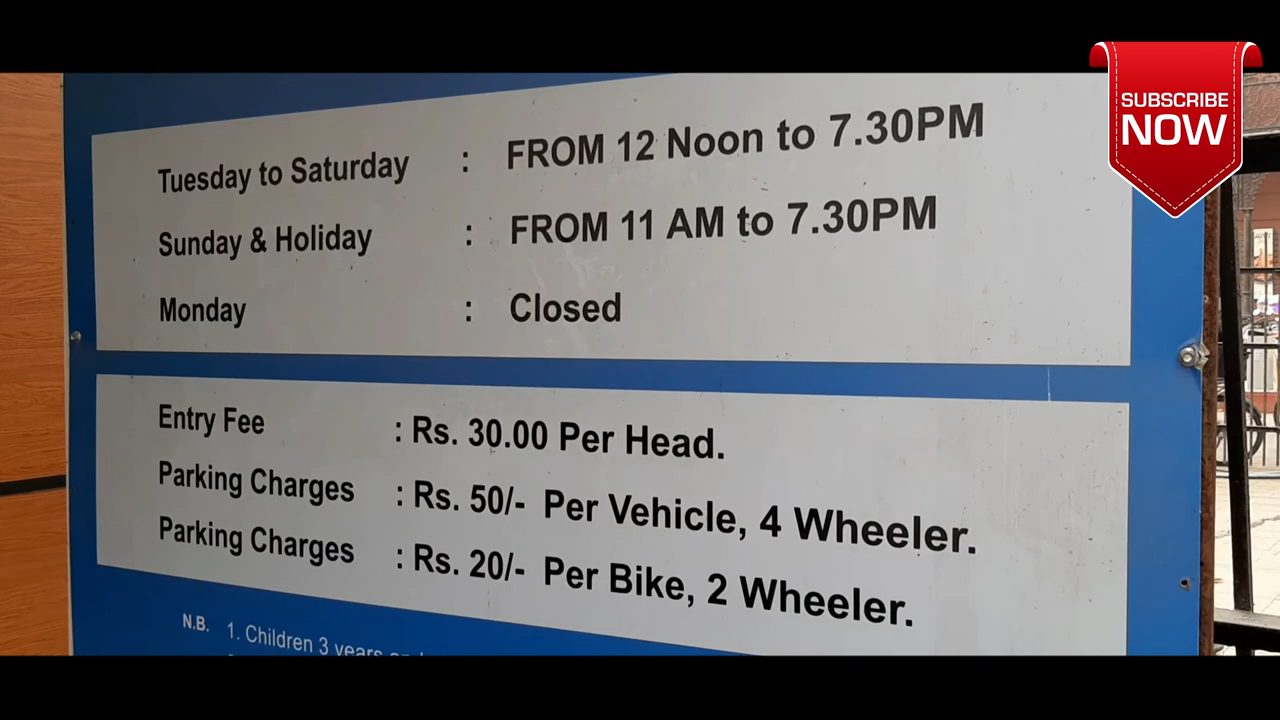 SUBSCRIBE
NOW
Tuesday to Saturday : FROM 12 Noon to 7.30PM
Sunday & Holiday : FROM 11 AM to 7.30PM
Monday : Closed
Entry Fee : Rs. 30.00 Per Head.
Parking Charges : Rs. 50/- Per Vehicle, 4 Wheeler.
Parking Charges : Rs. 20/- Per Bike, 2 Wheeler.
N.B. 1. Children 3 years